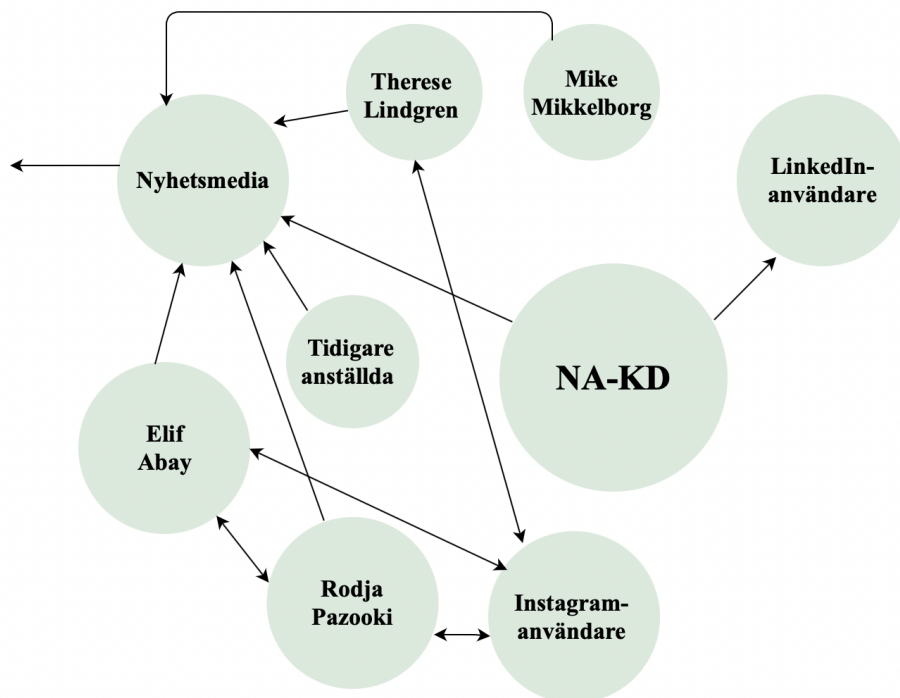 Therese
Lindgren
Mike
Mikkelborg
Nyhetsmedia
LinkedIn-
användare
Tidigare
anställda
NA-KD
Elif
Abay
Rodja
Pazooki
Instagram-
användare